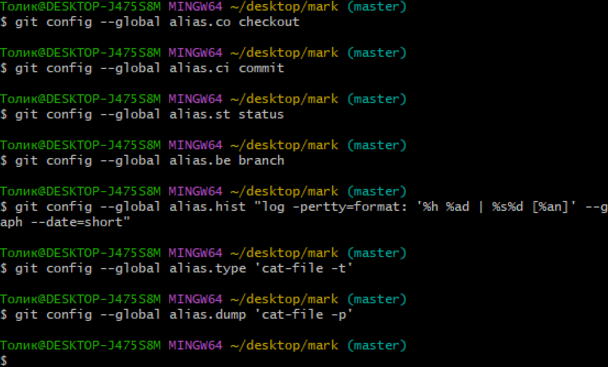 Толик@DESKTOP-J475S8M MINGW64 ~/desktop/mark (master)
$ git config --global alias.co checkout
Толик@DESKTOP-J475S8M MINGW64 ~/desktop/mark (master)
$ git config --global alias.ci commit
Толик@DESKTOP-J475S8M MINGW64 ~/desktop/mark (master)
$ git config --global alias.st status
Толик@DESKTOP-J475S8M MINGW64 ~/desktop/mark (master)
$ git config --global alias.be branch
Толик@DESKTOP-J475S8M MINGW64 ~/desktop/mark (master)
$ git config --global alias.hist "log -pertty=format: '%h %ad | %s%d [%an]' --g
aph --date=short"
Толик@DESKTOP-J475S8M MINGW64 ~/desktop/mark (master)
$ git config --global alias.type 'cat-file -t'
Толик@DESKTOP-J475S8M MINGW64 ~/desktop/mark (master)
$ git config --global alias.dump 'cat-file -p'
Толик@DESKTOP-J475S8M MINGW64 ~/desktop/mark (master)
$